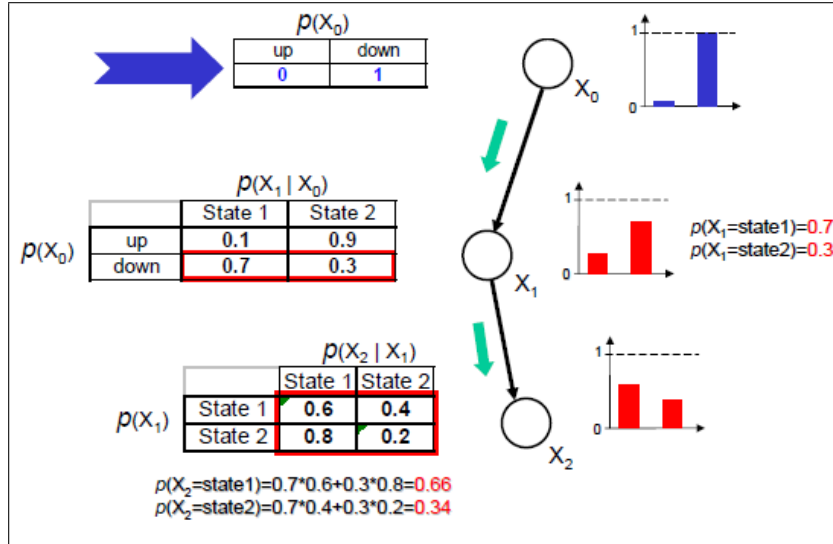 p(X0)
up down
0 1
X0
1
0
p(X1 | X0)
State 1 State 2
p(X0)
up 0.1 0.9
down 0.7 0.3
X1
1
0
p(X1=state1)=0.7
p(X1=state2)=0.3
p(X2 | X1)
State 1 State 2
p(X1)
State 1 0.6 0.4
State 2 0.8 0.2
X2
1
0
p(X2=state1)=0.7*0.6+0.3*0.8=0.66
p(X2=state2)=0.7*0.4+0.3*0.2=0.34